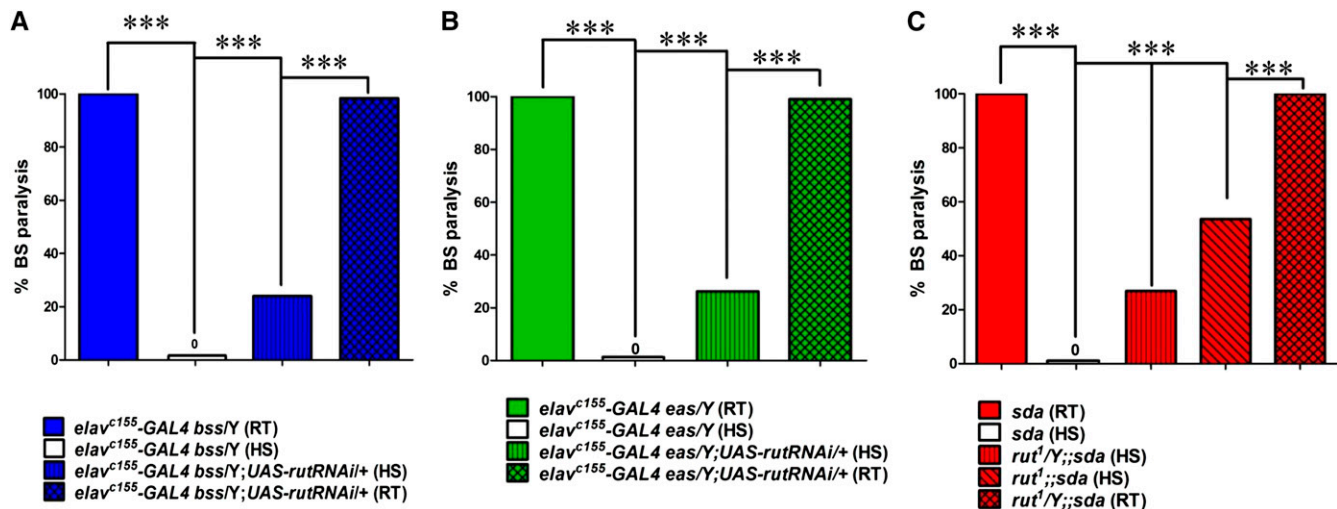 A
***
***
***
% BS paralysis
100
80
60
40
20
0
0
elavc155-GAL4 bss/Y (RT)
elavc155-GAL4 bss/Y (HS)
elavc155-GAL4 bss/Y;UAS-rutRNAi/+ (HS)
elavc155-GAL4 bss/Y;UAS-rutRNAi/+ (RT)
B
***
***
***
% BS paralysis
100
80
60
40
20
0
0
elavc155-GAL4 eas/Y (RT)
elavc155-GAL4 eas/Y (HS)
elavc155-GAL4 eas/Y;UAS-rutRNAi/+ (HS)
elavc155-GAL4 eas/Y;UAS-rutRNAi/+ (RT)
C
***
***
***
% BS paralysis
100
80
60
40
20
0
0
sda (RT)
sda (HS)
rut1/Y;;sda (HS)
rut1;;sda (HS)
rut1/Y;;sda (RT)